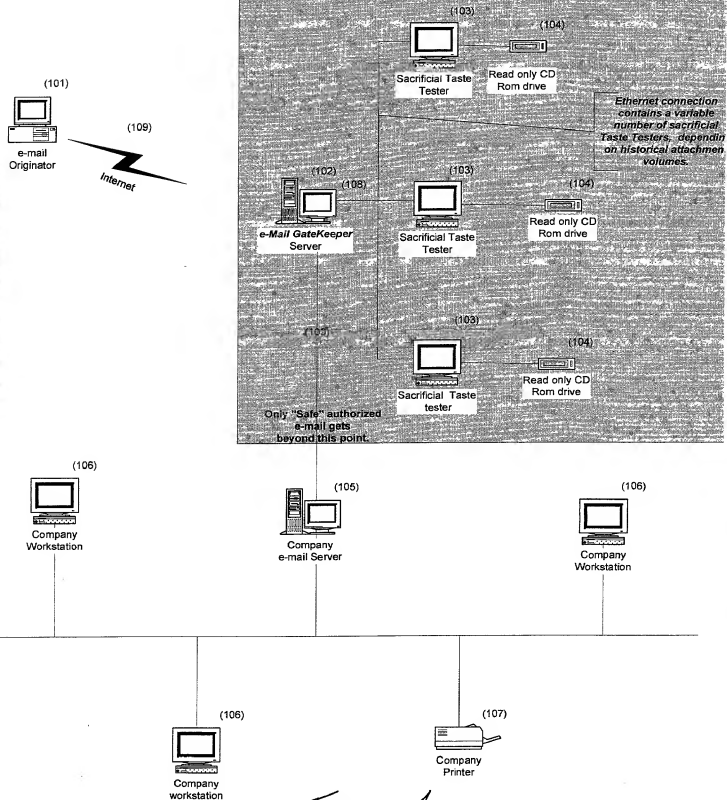 (103)
(104)
Sacrificial Taste
Tester
Read only CD
Rom drive
(101)
(109)
e-mail
Originator
Internet
Ethernet connection
contains a variable
number of sacrificial
Taste Testers, dependin
on historical attachmen
volumes.
(102)
(108)
(103)
(104)
e-Mail GateKeeper
Server
Sacrificial Taste
Tester
Read only CD
Rom drive
(103)
(104)
Sacrificial Taste
tester
Read only CD
Rom drive
Only "Safe" authorized
e-mail gets
beyond this point.
(106)
Company
Workstation
(105)
Company
e-mail Server
(106)
Company
Workstation
(106)
Company
workstation
(107)
Company
Printer